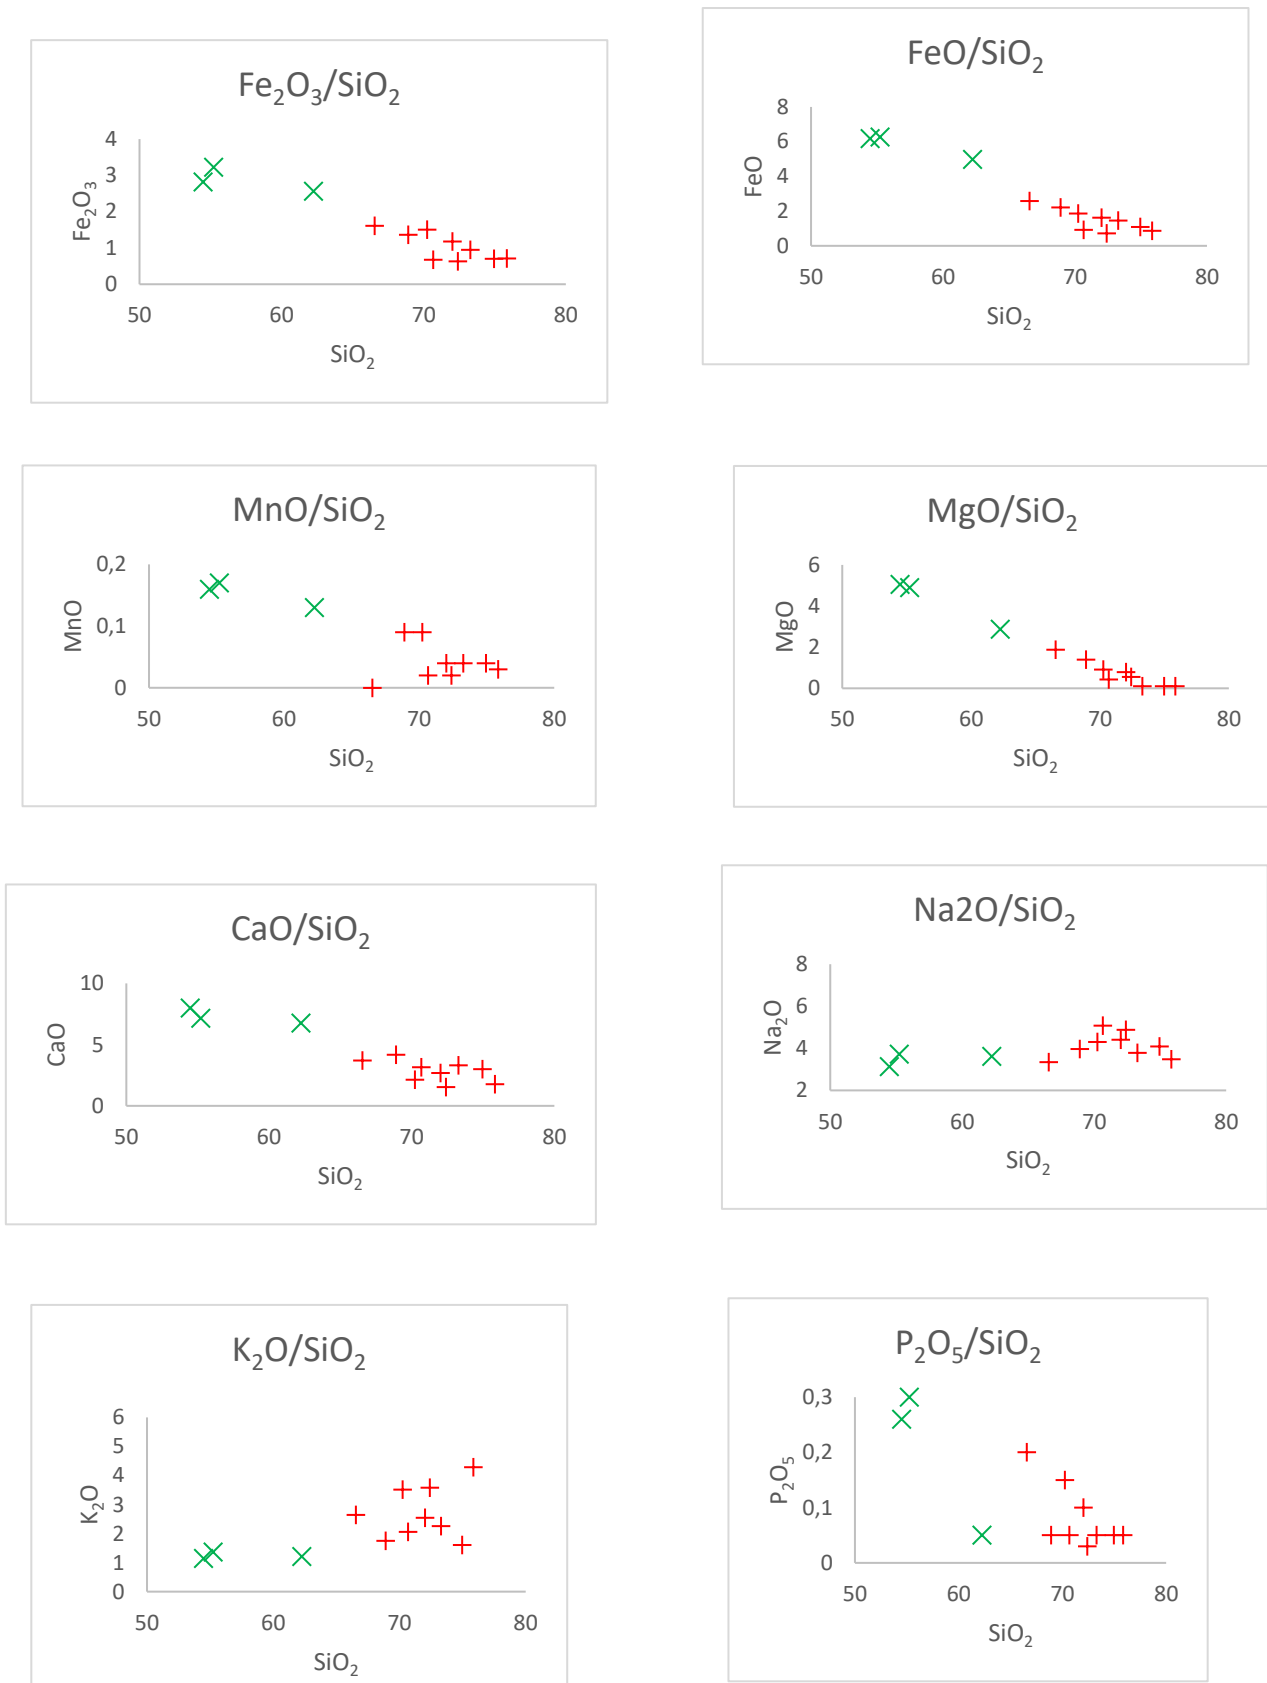 Fe₂O₃/SiO₂
4
3
2
1
0
Fe₂O₃
50 60 70 80
SiO₂
FeO/SiO₂
8
6
4
2
0
FeO
50 60 70 80
SiO₂
MnO/SiO₂
0,2
0,1
0
MnO
50 60 70 80
SiO₂
MgO/SiO₂
6
4
2
0
MgO
50 60 70 80
SiO₂
CaO/SiO₂
10
5
0
CaO
50 60 70 80
SiO₂
Na2O/SiO₂
8
6
4
2
Na₂O
50 60 70 80
SiO₂
K₂O/SiO₂
6
5
4
3
2
1
0
K₂O
50 60 70 80
SiO₂
P₂O₅/SiO₂
0,3
0,2
0,1
0
P₂O₅
50 60 70 80
SiO₂